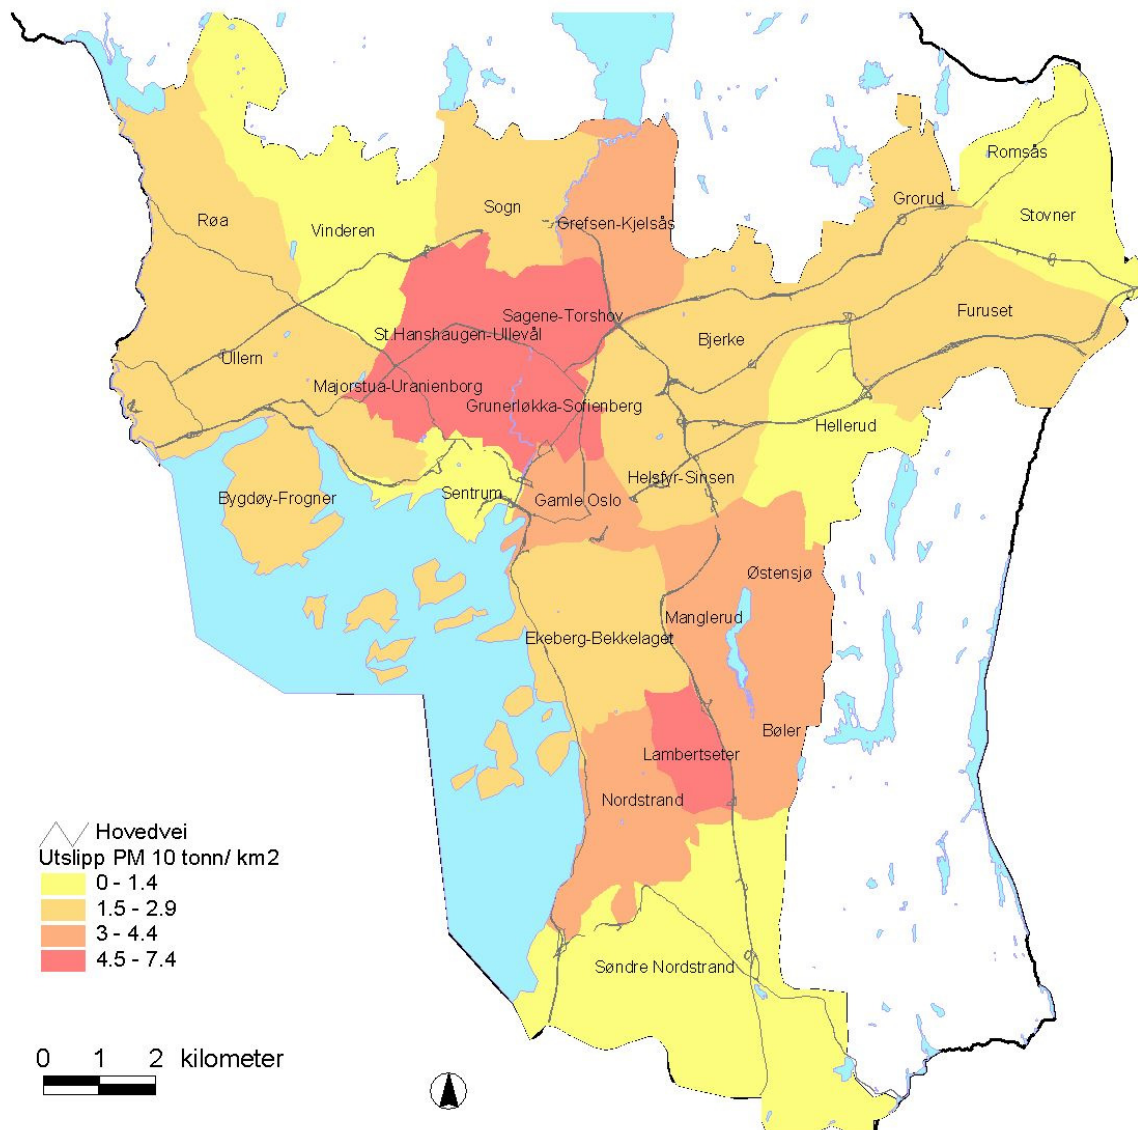 Romsås
Grorud
Stovner
Sogn
Røa
Grefsen-Kjelsås
Vinderen
Furuset
Sagene-Torshov
St.Hanshaugen-Ullevål
Bjerke
Ullern
Majorstua-Uranienborg
Grunerløkka-Sofienberg
Hellerud
Helsfyr-Sinsen
Sentrum
Bygdøy-Frogner
Gamle Oslo
Østensjø
Manglerud
Ekeberg-Bekkelaget
Bøler
Lambertseter
Nordstrand
Søndre Nordstrand
Hovedvei
Utslipp PM 10 tonn/ km2
0 - 1.4
1.5 - 2.9
3 - 4.4
4.5 - 7.4
0 1 2 kilometer